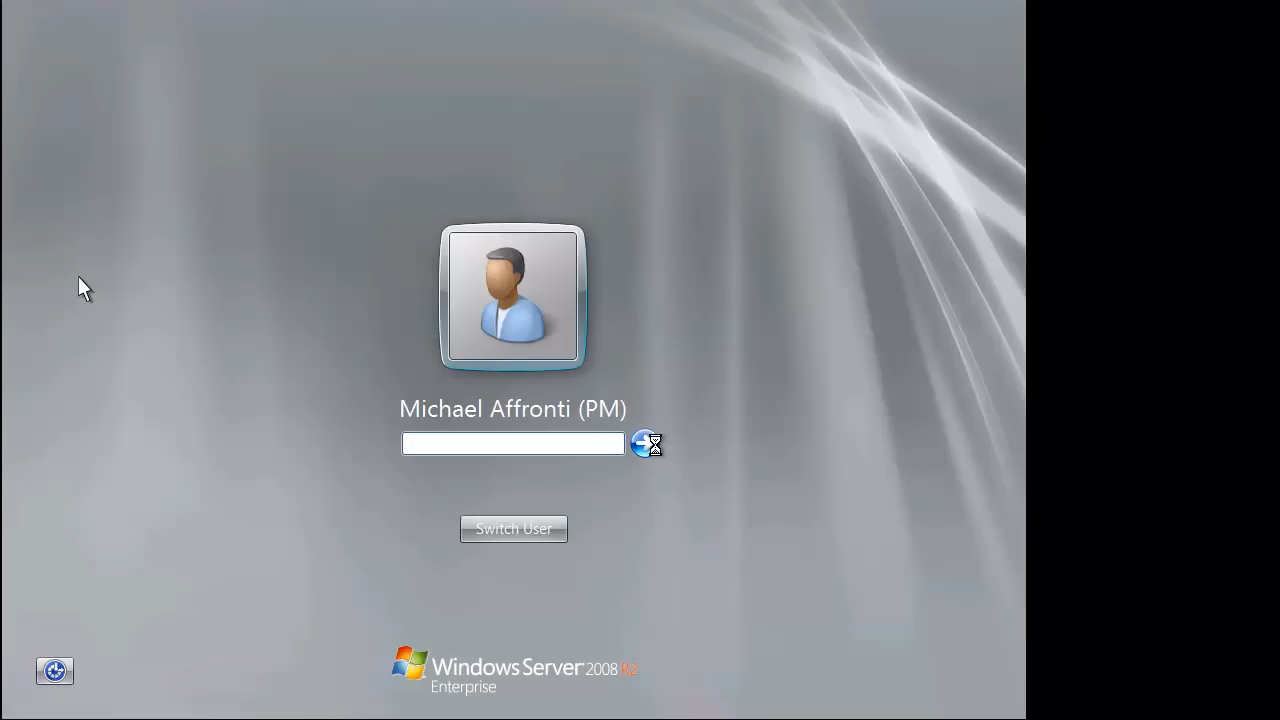 Michael Affronti (PM)
Switch User
Windows Server 2008 R2
Enterprise